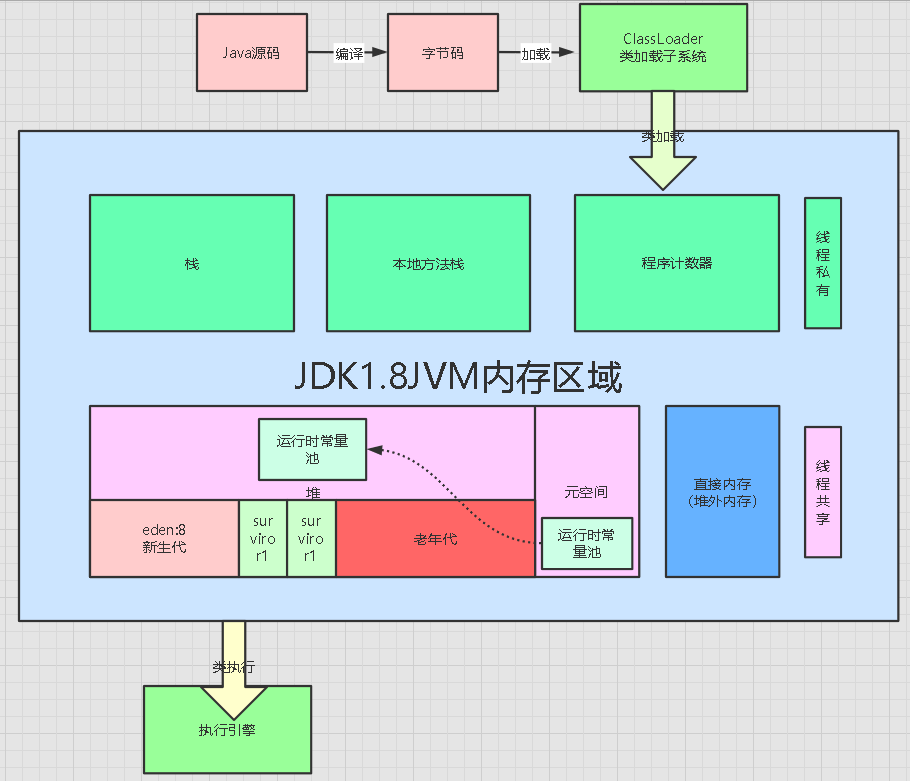 Java源码
编译
字节码
加载
ClassLoader
类加载子系统
类加载
栈
本地方法栈
程序计数器
线
程
私
有
JDK1.8JVM内存区域
运行时常量
池
堆
元空间
运行时常
量池
eden:8
新生代
sur
viro
r1
sur
viro
r1
老年代
直接内存
（堆外内存）
线
程
共
享
类执行
执行引擎